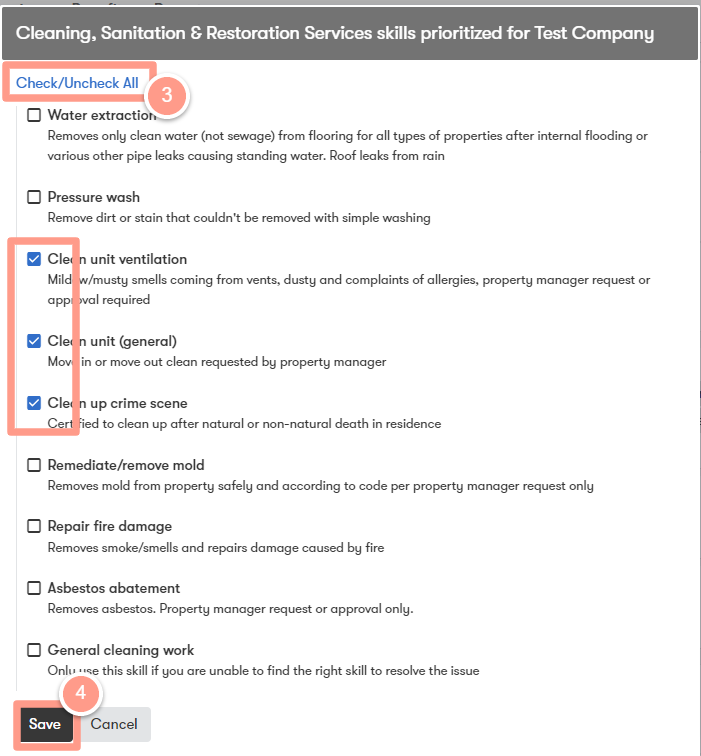 Cleaning, Sanitation & Restoration Services skills prioritized for Test Company
Check/Uncheck All
3
Water extraction
Removes only clean water (not sewage) from flooring for all types of properties after internal flooding or
various other pipe leaks causing standing water. Roof leaks from rain
Pressure wash
Remove dirt or stain that couldn't be removed with simple washing
Clean unit ventilation
Mildew/musty smells coming from vents, dusty and complaints of allergies, property manager request or
approval required
Clean unit (general)
Move in or move out clean requested by property manager
Clean up crime scene
Certified to clean up after natural or non-natural death in residence
Remediate/remove mold
Removes mold from property safely and according to code per property manager request only
Repair fire damage
Removes smoke/smells and repairs damage caused by fire
Asbestos abatement
Removes asbestos. Property manager request or approval only.
General cleaning work
Only use this skill if you are unable to find the right skill to resolve the issue
4
Save Cancel